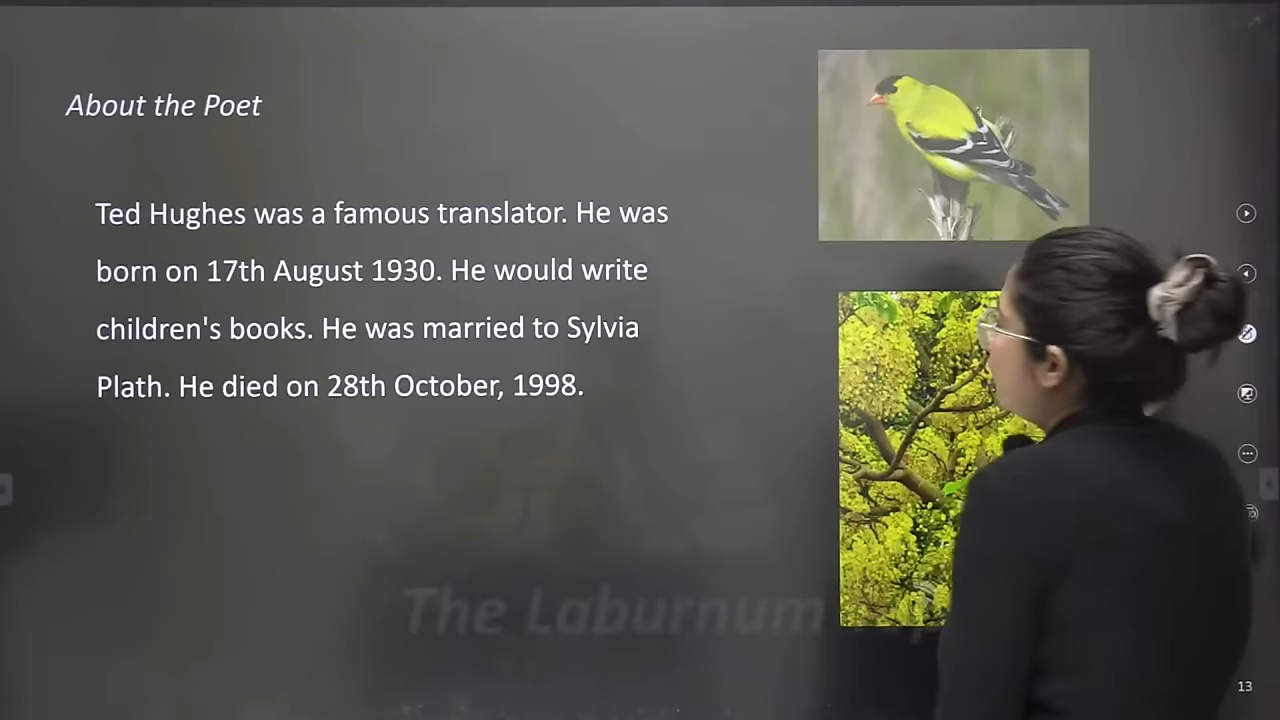 About the Poet
Ted Hughes was a famous translator. He was
born on 17th August 1930. He would write
children's books. He was married to Sylvia
Plath. He died on 28th October, 1998.
The Laburnum
13